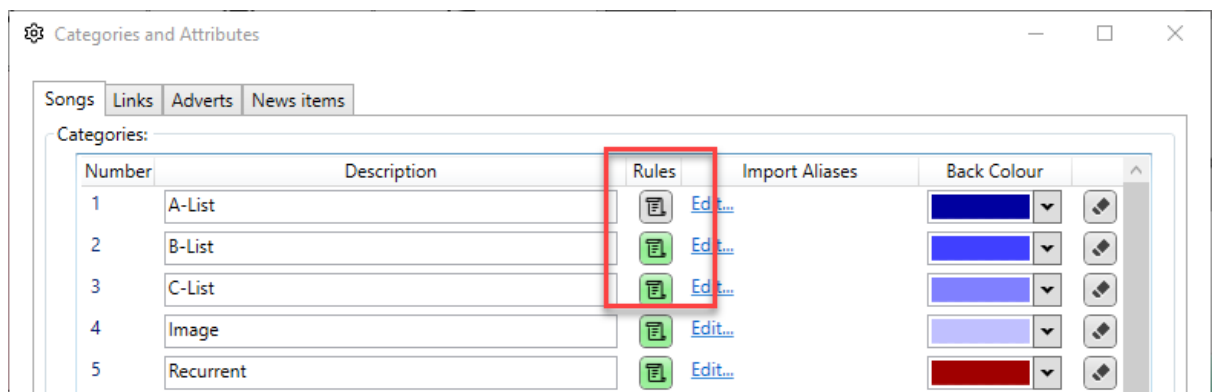 Categories and Attributes
Songs Links Adverts News items
Categories:
Number Description Rules Import Aliases Back Colour
1 A-List Edit...
2 B-List Edit...
3 C-List Edit...
4 Image Edit...
5 Recurrent Edit...